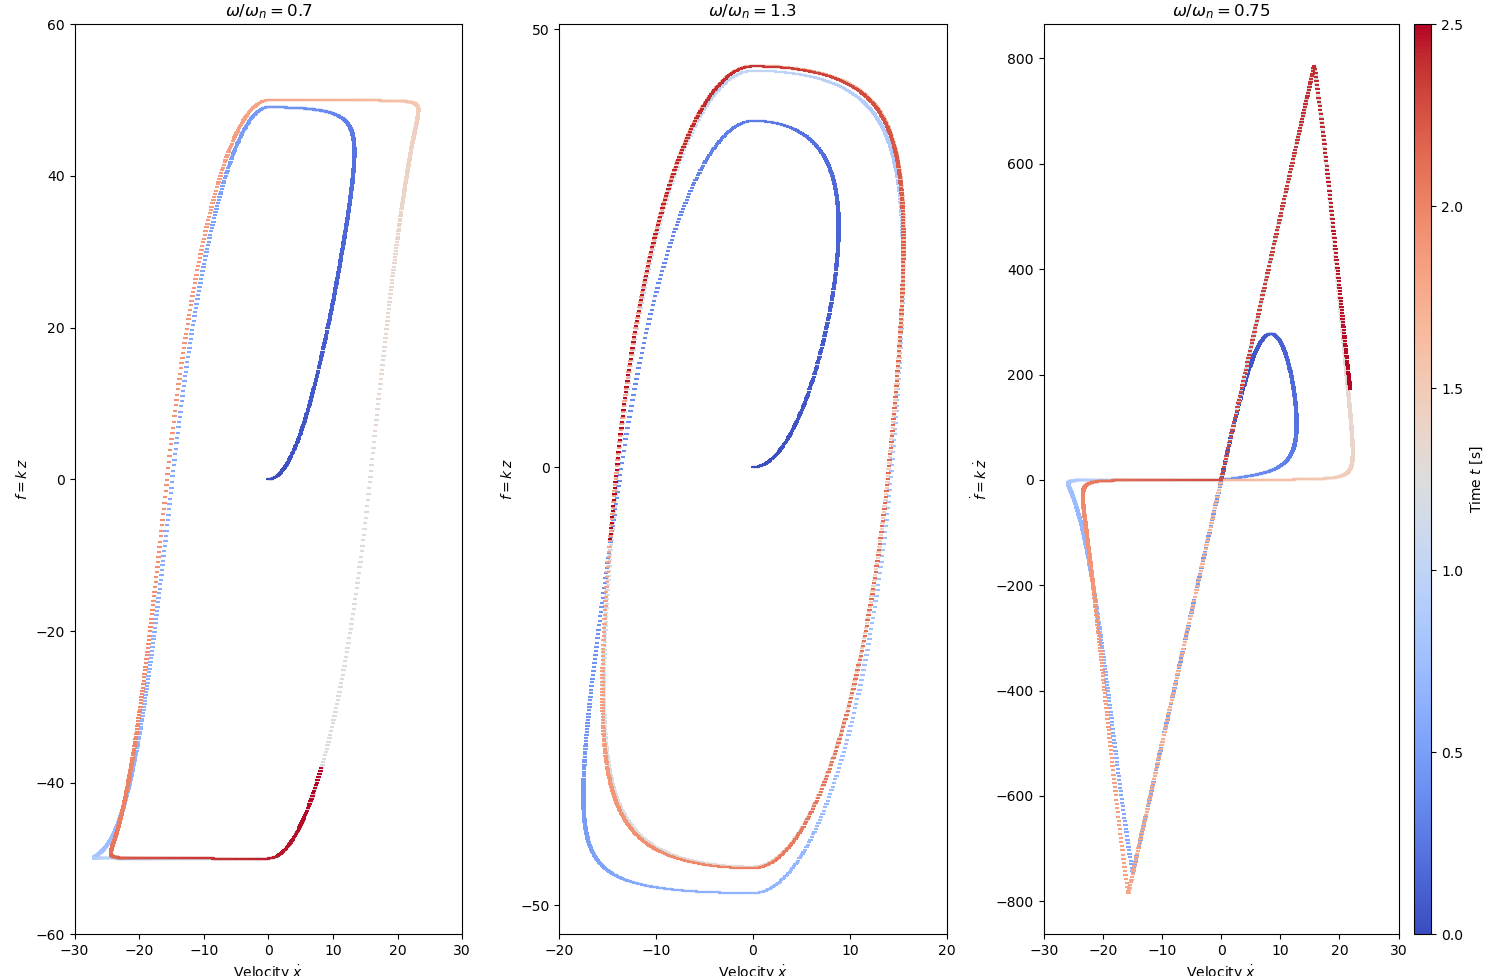 ω/ωₙ = 0.7
60
40
20
0
−20
−40
−60
f = k z
−30 −20 −10 0 10 20 30
Velocity ẋ
ω/ωₙ = 1.3
50
0
−50
f = k z
−20 −10 0 10 20
Velocity ẋ
ω/ωₙ = 0.75
800
600
400
200
0
−200
−400
−600
−800
ḟ = k ż
−30 −20 −10 0 10 20 30
Velocity ẋ
2.5
2.0
1.5
1.0
0.5
0.0
Time t [s]